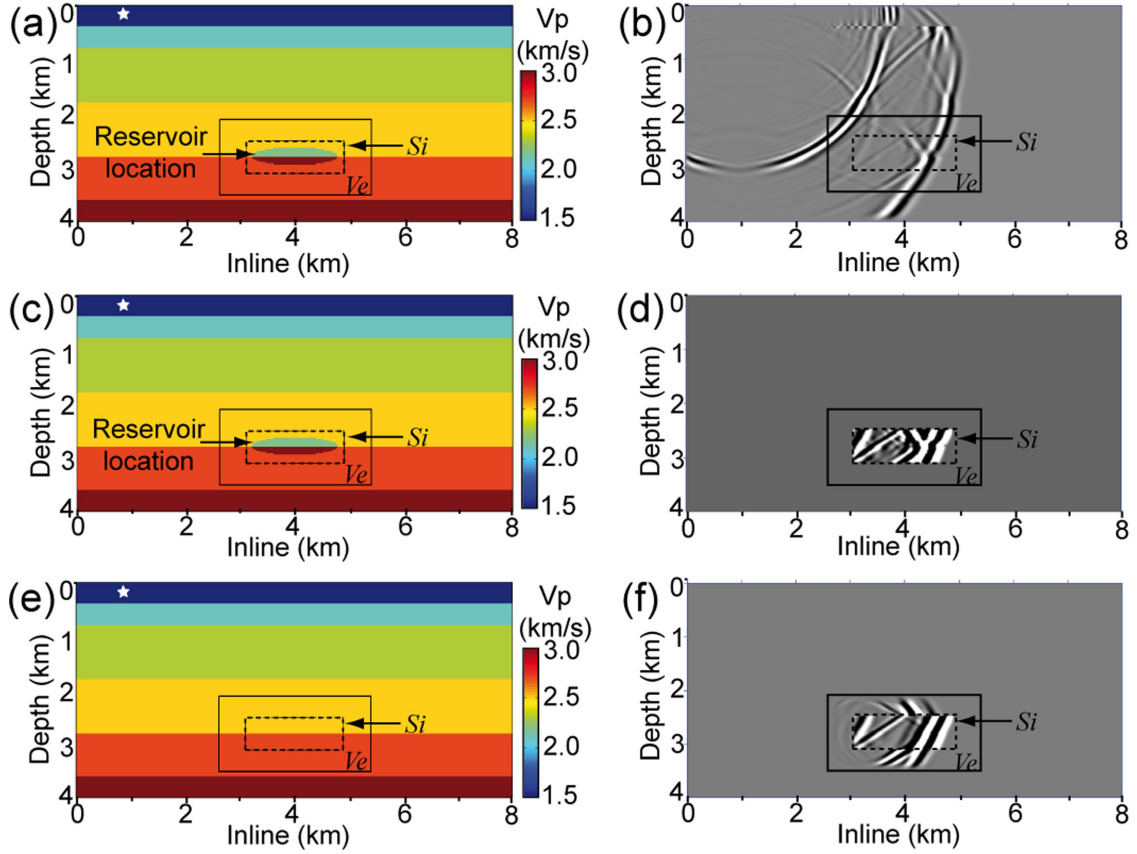 (a)
0
1
2
3
4
Depth (km)
Reservoir
location
Si
Ve
0 2 4 6 8
Inline (km)
Vp
(km/s)
3.0
2.5
2.0
1.5
(b)
0
1
2
3
4
Depth (km)
Si
Ve
0 2 4 6 8
Inline (km)
(c)
0
1
2
3
4
Depth (km)
Reservoir
location
Si
Ve
0 2 4 6 8
Inline (km)
Vp
(km/s)
3.0
2.5
2.0
1.5
(d)
0
1
2
3
4
Depth (km)
Si
Ve
0 2 4 6 8
Inline (km)
(e)
0
1
2
3
4
Depth (km)
Si
Ve
0 2 4 6 8
Inline (km)
Vp
(km/s)
3.0
2.5
2.0
1.5
(f)
0
1
2
3
4
Depth (km)
Si
Ve
0 2 4 6 8
Inline (km)